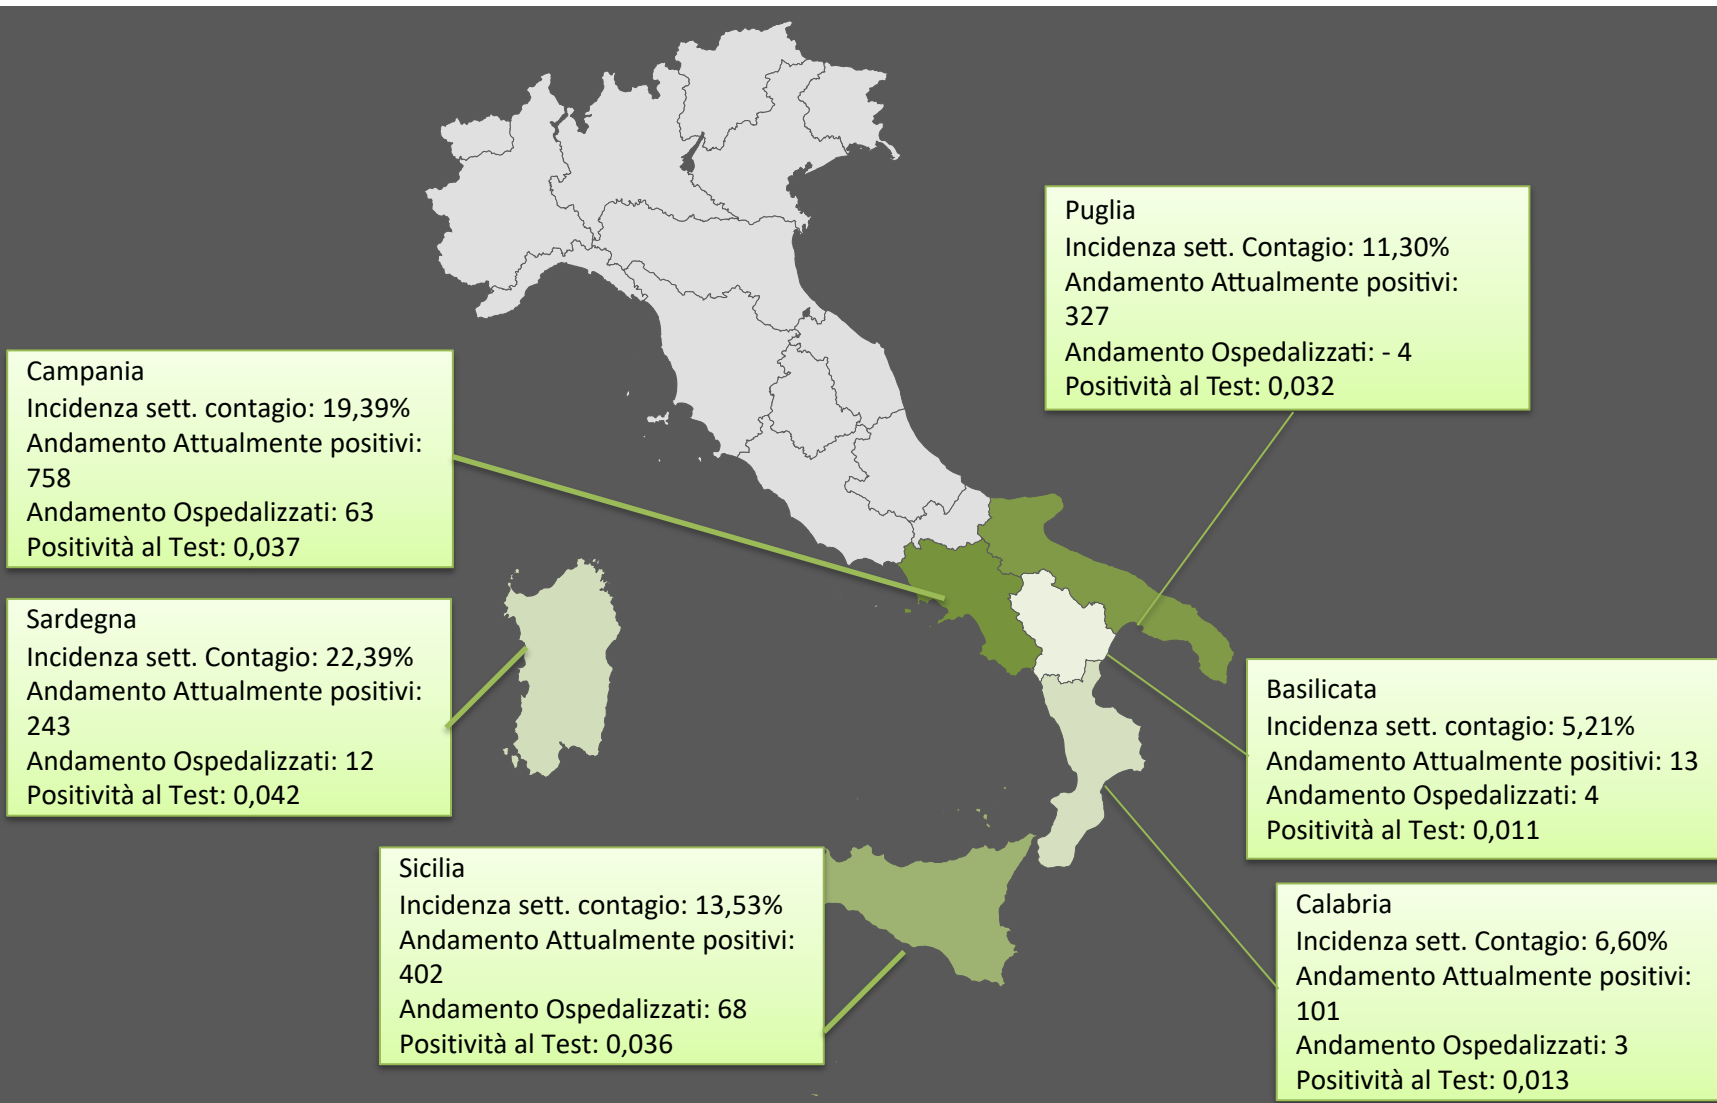 Puglia
Incidenza sett. Contagio: 11,30%
Andamento Attualmente positivi:
327
Andamento Ospedalizzati: - 4
Positività al Test: 0,032
Campania
Incidenza sett. contagio: 19,39%
Andamento Attualmente positivi:
758
Andamento Ospedalizzati: 63
Positività al Test: 0,037
Sardegna
Incidenza sett. Contagio: 22,39%
Andamento Attualmente positivi:
243
Andamento Ospedalizzati: 12
Positività al Test: 0,042
Basilicata
Incidenza sett. contagio: 5,21%
Andamento Attualmente positivi: 13
Andamento Ospedalizzati: 4
Positività al Test: 0,011
Sicilia
Incidenza sett. contagio: 13,53%
Andamento Attualmente positivi:
402
Andamento Ospedalizzati: 68
Positività al Test: 0,036
Calabria
Incidenza sett. Contagio: 6,60%
Andamento Attualmente positivi:
101
Andamento Ospedalizzati: 3
Positività al Test: 0,013